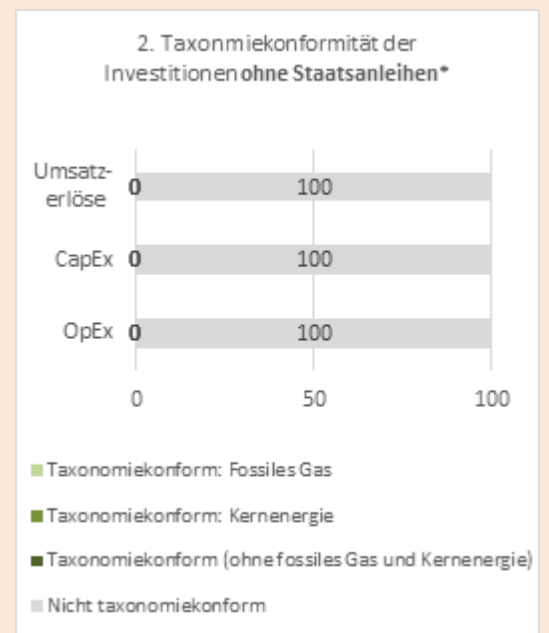 2. Taxonmiekonformität der
Investitionen ohne Staatsanleihen*
Umsatz-
erlöse
0 100
CapEx 0 100
OpEx 0 100
0 50 100
Taxonomiekonform: Fossiles Gas
Taxonomiekonform: Kernenergie
Taxonomiekonform (ohne fossiles Gas und Kernenergie)
Nicht taxonomiekonform